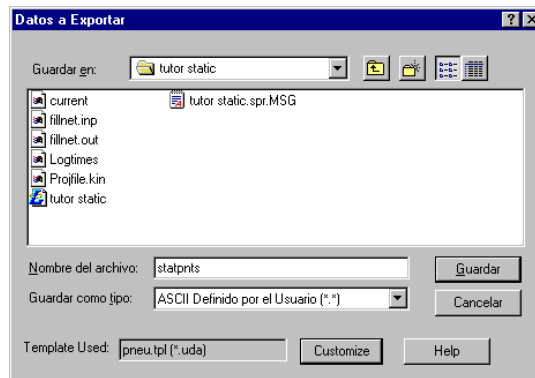 Datos a Exportar
Guardar en: tutor static
current
fillnet.inp
fillnet.out
Logtimes
Projfile.kin
tutor static
tutor static.spr.MSG
Nombre del archivo: statpnts Guardar
Guardar como tipo: ASCII Definido por el Usuario (*.*) Cancelar
Template Used: pneu.tpl (*.uda) Customize Help